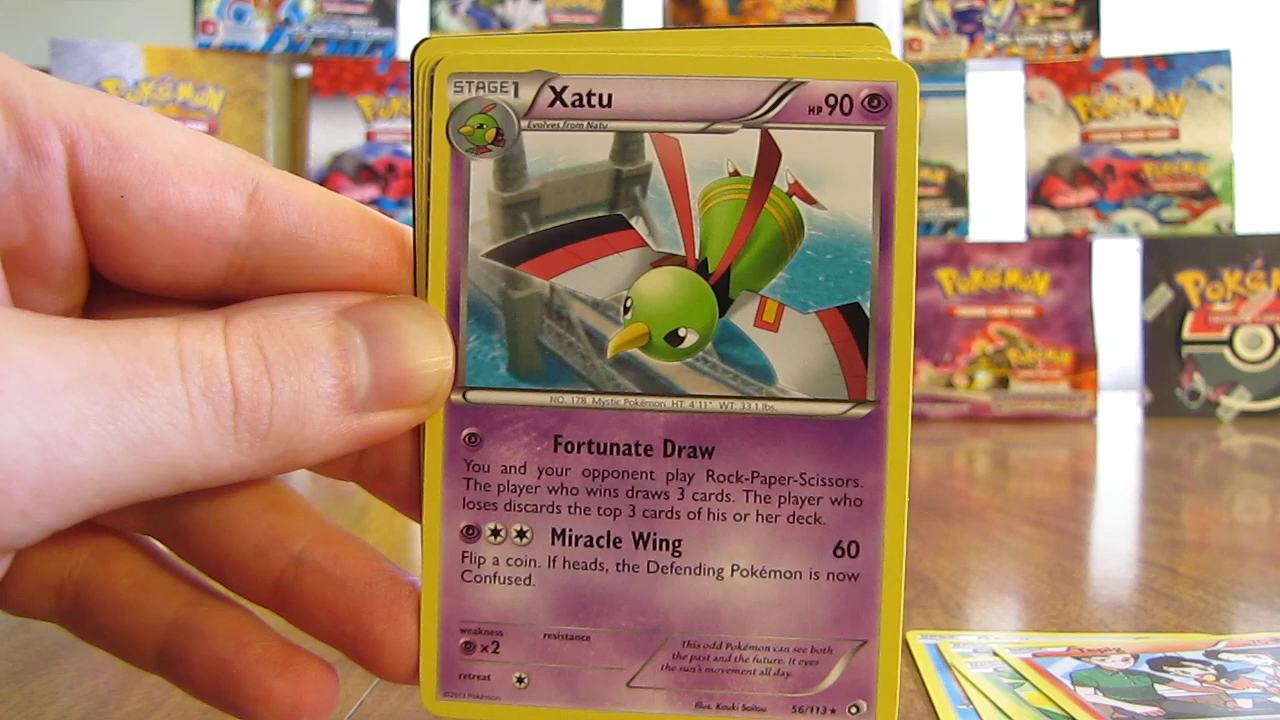 POKéMON
POKéMON
Pokémon
POKéMON
Pokémon
STAGE1
Xatu
HP90
Evolves from Natu
NO. 178 Mystic Pokémon HT: 4'11" WT: 33.1 lbs.
Fortunate Draw
You and your opponent play Rock-Paper-Scissors.
The player who wins draws 3 cards. The player who
loses discards the top 3 cards of his or her deck.
Miracle Wing 60
Flip a coin. If heads, the Defending Pokémon is now
Confused.
weakness resistance
×2
retreat
This odd Pokémon can see both
the past and the future. It eyes
the sun's movement all day.
©2013 Pokémon
Illus. Kouki Saitou 56/113★